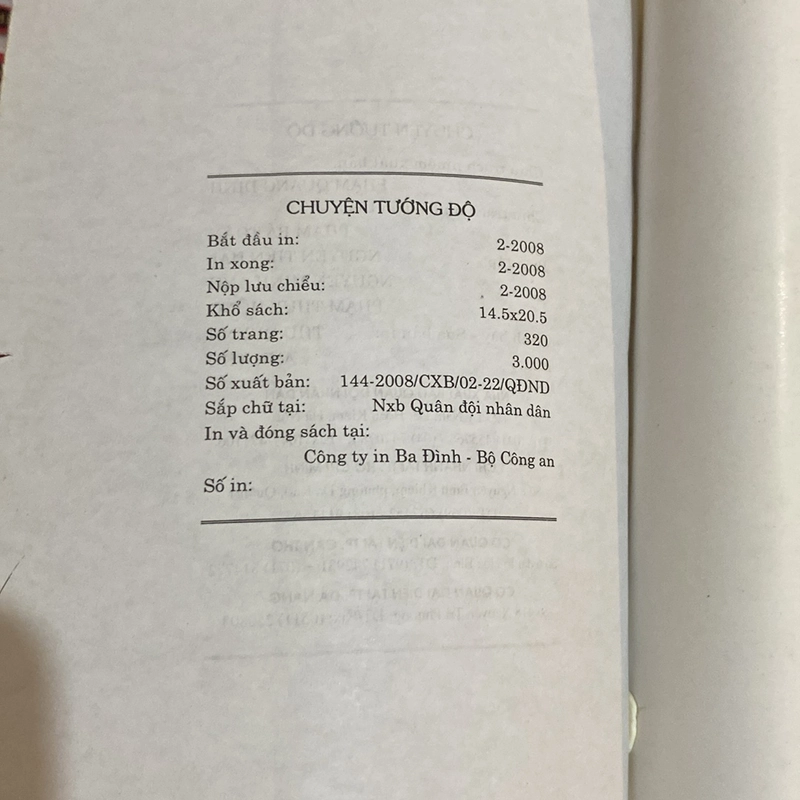 CHUYỆN TƯỚNG ĐỘ
Bắt đầu in: 2-2008
In xong: 2-2008
Nộp lưu chiểu: 2-2008
Khổ sách: 14.5x20.5
Số trang: 320
Số lượng: 3.000
Số xuất bản: 144-2008/CXB/02-22/QĐND
Sắp chữ tại: Nxb Quân đội nhân dân
In và đóng sách tại:
Công ty in Ba Đình - Bộ Công an
Số in: